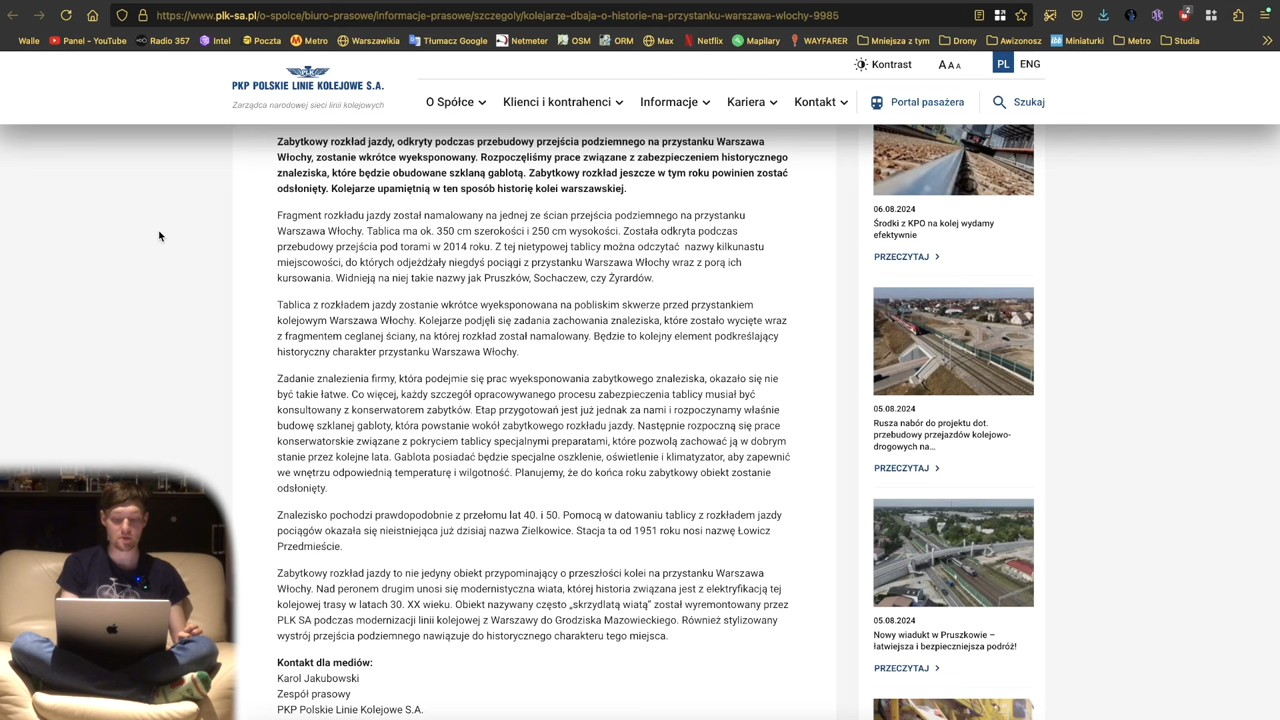 https://www.plk-sa.pl/o-spolce/biuro-prasowe/informacje-prasowe/szczegoly/kolejarze-dbaja-o-historie-na-przystanku-warszawa-wlochy-9985
2
Walle
Panel - YouTube
Radio 357
Intel
Poczta
Skarbonkawizja
Tłumacz Google
Netmeter
OSM
ORM
Max
Netflix
Mapilary
WAYFARER
Miasteczka z tym
Drony
Awizonosz
Miniaturki
Metro
Studia
PLK
PKP POLSKIE LINIE KOLEJOWE S.A.
Zarządca narodowej sieci linii kolejowych
Kontrast
A A A
PL
ENG
O Spółce
Klienci i kontrahenci
Informacje
Kariera
Kontakt
Portal pasażera
Szukaj
Zabytkowy rozkład jazdy, odkryty podczas przebudowy przejścia podziemnego na przystanku Warszawa
Włochy, zostanie wkrótce wyeksponowany. Rozpoczęliśmy prace związane z zabezpieczeniem historycznego
znaleziska, które będzie obudowane szklaną gablotą. Zabytkowy rozkład jeszcze w tym roku powinien zostać
odsłonięty. Kolejarze upamiętnią w ten sposób historię kolei warszawskiej.
Fragment rozkładu jazdy został namalowany na jednej ze ścian przejścia podziemnego na przystanku
Warszawa Włochy. Tablica ma ok. 350 cm szerokości i 250 cm wysokości. Została odkryta podczas
przebudowy przejścia pod torami w 2014 roku. Z tej nietypowej tablicy można odczytać nazwy kilkunastu
miejscowości, do których odjeżdżały niegdyś pociągi z przystanku Warszawa Włochy wraz z porą ich
kursowania. Widnieją na niej takie nazwy jak Pruszków, Sochaczew, czy Żyrardów.
Tablica z rozkładem jazdy zostanie wkrótce wyeksponowana na pobliskim skwerze przed przystankiem
kolejowym Warszawa Włochy. Kolejarze podjęli się zadania zachowania znaleziska, które zostało wycięte wraz
z fragmentem ceglanej ściany, na której rozkład został namalowany. Będzie to kolejny element podkreślający
historyczny charakter przystanku Warszawa Włochy.
Zadanie znalezienia firmy, która podejmie się prac wyeksponowania zabytkowego znaleziska, okazało się nie
być takie łatwe. Co więcej, każdy szczegół opracowywanego procesu zabezpieczenia tablicy musiał być
konsultowany z konserwatorem zabytków. Etap przygotowań jest już jednak za nami i rozpoczynamy właśnie
budowę szklanej gabloty, która powstanie wokół zabytkowego rozkładu jazdy. Następnie rozpoczną się prace
konserwatorskie związane z pokryciem tablicy specjalnymi preparatami, które pozwolą zachować ją w dobrym
stanie przez kolejne lata. Gablota posiadać będzie specjalne oszklenie, oświetlenie i klimatyzator, aby zapewnić
we wnętrzu odpowiednią temperaturę i wilgotność. Planujemy, że do końca roku zabytkowy obiekt zostanie
odsłonięty.
Znalezisko pochodzi prawdopodobnie z przełomu lat 40. i 50. Pomocą w datowaniu tablicy z rozkładem jazdy
pociągów okazała się nieistniejąca już dzisiaj nazwa Zielkowice. Stacja ta od 1951 roku nosi nazwę Łowicz
Przedmieście.
Zabytkowy rozkład jazdy to nie jedyny obiekt przypominający o przeszłości kolei na przystanku Warszawa
Włochy. Nad peronem drugim unosi się modernistyczna wiata, której historia związana jest z elektryfikacją tej
kolejowej trasy w latach 30. XX wieku. Obiekt nazywany często „skrzydlatą wiatą” został wyremontowany przez
PLK SA podczas modernizacji linii kolejowej z Warszawy do Grodziska Mazowieckiego. Również stylizowany
wystrój przejścia podziemnego nawiązuje do historycznego charakteru tego miejsca.
Kontakt dla mediów:
Karol Jakubowski
Zespół prasowy
PKP Polskie Linie Kolejowe S.A.
06.08.2024
Środki z KPO na kolej wydamy
efektywnie
PRZECZYTAJ
05.08.2024
Rusza nabór do projektu dot.
przebudowy przejazdów kolejowo-
drogowych na...
PRZECZYTAJ
05.08.2024
Nowy wiadukt w Pruszkowie –
łatwiejsza i bezpieczniejsza podróż!
PRZECZYTAJ